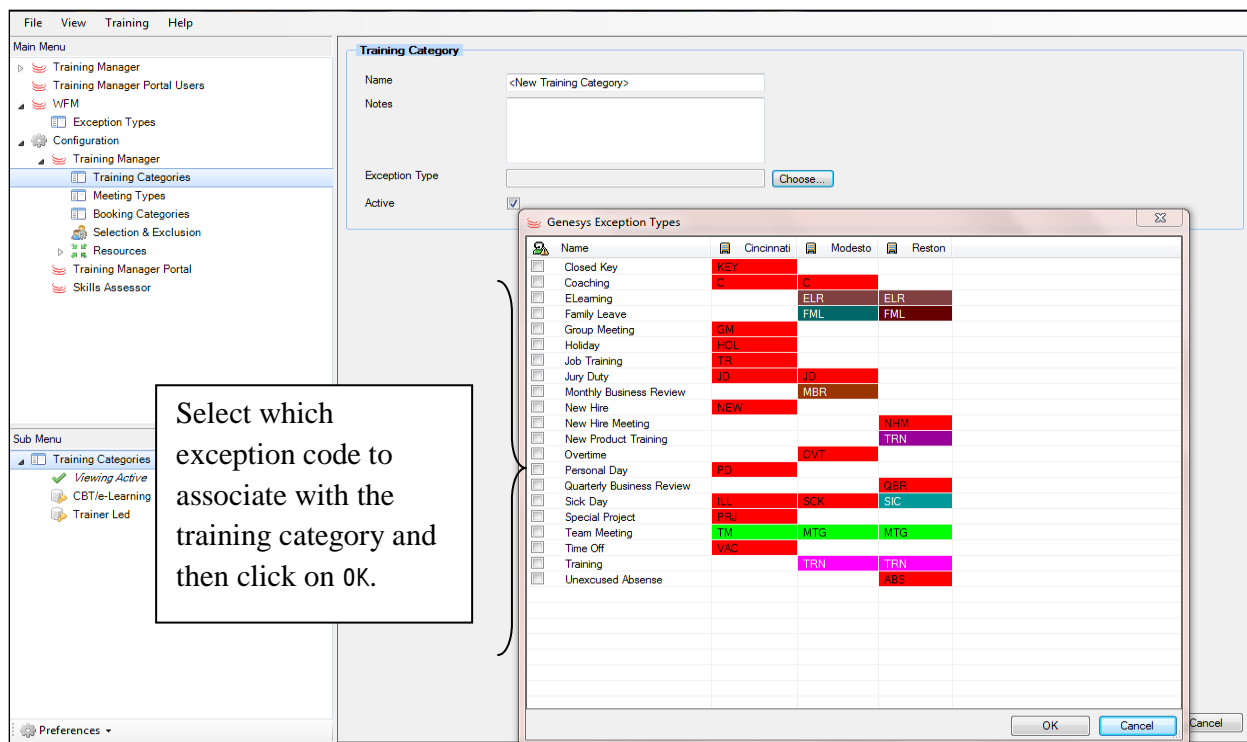 File View Training Help
Main Menu
Training Manager
Training Manager Portal Users
WFM
Exception Types
Configuration
Training Manager
Training Categories
Meeting Types
Booking Categories
Selection & Exclusion
Resources
Training Manager Portal
Skills Assessor
Sub Menu
Training Categories
Viewing Active
CBT/e-Learning
Trainer Led
Preferences
Training Category
Name <New Training Category>
Notes
Exception Type Choose...
Active
Genesys Exception Types
Name Cincinnati Modesto Reston
Closed Key KEY
Coaching C C
ELearning ELR ELR
Family Leave FML FML
Group Meeting GM
Holiday HOL
Job Training TR
Jury Duty JD JD
Monthly Business Review MBR
New Hire NEW
New Hire Meeting NHM
New Product Training TRN
Overtime OVT
Personal Day PD
Quarterly Business Review QBR
Sick Day ILL SCK SIC
Special Project PRJ
Team Meeting TM MTG MTG
Time Off VAC
Training TRN TRN
Unexcused Absense ABS
OK Cancel
Cancel
Select which
exception code to
associate with the
training category and
then click on OK.